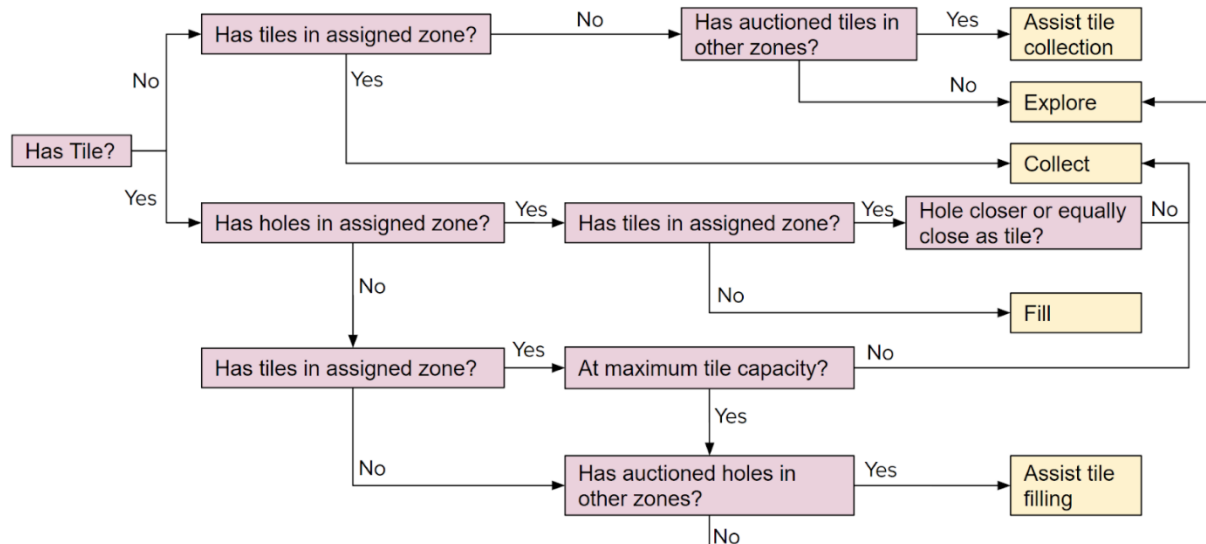 Has tiles in assigned zone?
No
Has auctioned tiles in
other zones?
Yes
Assist tile
collection
No
Yes
No
Explore
Has Tile?
Collect
Yes
Has holes in assigned zone?
Yes
Has tiles in assigned zone?
Yes
Hole closer or equally
close as tile?
No
No
No
Fill
Has tiles in assigned zone?
Yes
At maximum tile capacity?
No
Yes
No
Has auctioned holes in
other zones?
Yes
Assist tile
filling
No